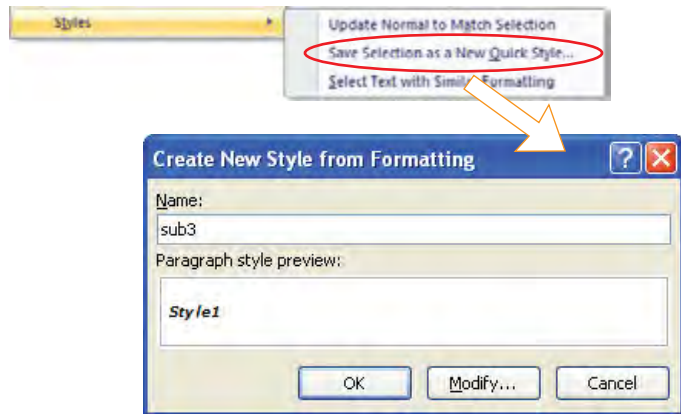 Styles
Update Normal to Match Selection
Save Selection as a New Quick Style...
Select Text with Similar Formatting
Create New Style from Formatting
Name:
sub3
Paragraph style preview:
Style1
OK Modify... Cancel